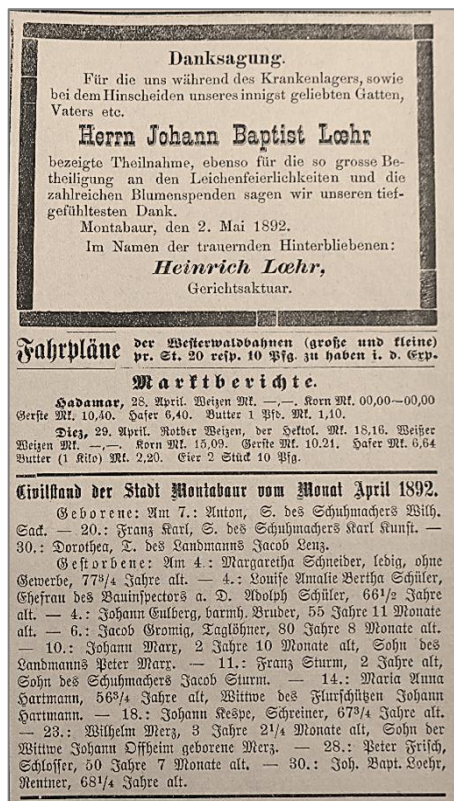 Danksagung.
Für die uns während des Krankenlagers, sowie
bei dem Hinscheiden unseres innigst geliebten Gatten,
Vaters etc.
Herrn Johann Baptist Lœhr
bezeigte Theilnahme, ebenso für die so grosse Be-
theiligung an den Leichenfeierlichkeiten und die
zahlreichen Blumenspenden sagen wir unseren tief-
gefühltesten Dank.
Montabaur, den 2. Mai 1892.
Im Namen der trauernden Hinterbliebenen:
Heinrich Lœhr,
Gerichtsaktuar.
Fahrpläne der Westerwaldbahnen (große und kleine)
pr. St. 20 resp. 10 Pfg. zu haben i. d. Exp.
Marktberichte.
Hadamar, 28. April. Weizen Mk. —,—. Korn Mk. 00,00—00,00
Gerste Mk. 10,40. Hafer 6,40. Butter 1 Pfd. Mk. 1,10.
Diez, 29. April. Rother Weizen, der Hektol. Mk. 18,16. Weißer
Weizen Mk. —,—. Korn Mk. 15,09. Gerste Mk. 10.21. Hafer Mk. 6,64
Butter (1 Kilo) Mk. 2,20. Eier 2 Stück 10 Pfg.
Civilstand der Stadt Montabaur vom Monat April 1892.
Geborene: Am 7.: Anton, S. des Schuhmachers Wilh.
Sack. — 20.: Franz Karl, S. des Schuhmachers Karl Kunst. —
30.: Dorothea, T. des Landmanns Jacob Lenz.
Gestorbene: Am 4.: Margaretha Schneider, ledig, ohne
Gewerbe, 77¾ Jahre alt. — 4.: Louise Amalie Bertha Schüler,
Ehefrau des Bauinspectors a. D. Adolph Schüler, 66½ Jahre
alt. — 4.: Johann Eulberg, barmh. Bruder, 55 Jahre 11 Monate
alt. — 6.: Jacob Gromig, Taglöhner, 80 Jahre 8 Monate alt.
— 10.: Johann Marx, 2 Jahre 10 Monate alt, Sohn des
Landmanns Peter Marx. — 11.: Franz Sturm, 2 Jahre alt,
Sohn des Schuhmachers Jacob Sturm. — 14.: Maria Anna
Hartmann, 56¾ Jahre alt, Wittwe des Flurschützen Johann
Hartmann. — 18.: Johann Kespe, Schreiner, 67¾ Jahre alt.
— 23.: Wilhelm Merz, 3 Jahre 2¼ Monate alt, Sohn der
Wittwe Johann Offheim geborene Merz. — 28.: Peter Frisch,
Schlosser, 50 Jahre 7 Monate alt. — 30.: Joh. Bapt. Loehr,
Rentner, 68¼ Jahre alt.